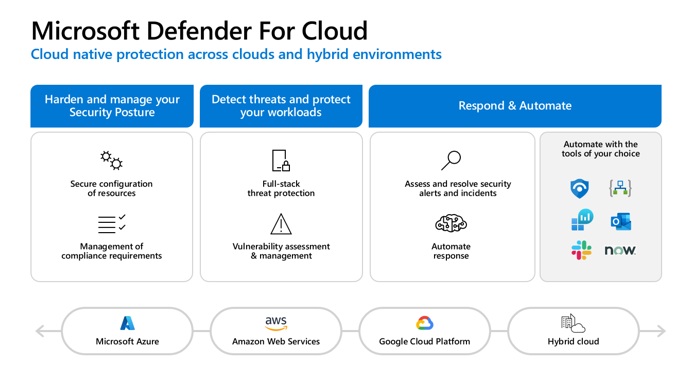 Microsoft Defender For Cloud
Cloud native protection across clouds and hybrid environments
Harden and manage your
Security Posture
Detect threats and protect
your workloads
Respond & Automate
Secure configuration
of resources
Management of
compliance requirements
Full-stack
threat protection
Vulnerability assessment
& management
Assess and resolve security
alerts and incidents
Automate
response
Automate with the
tools of your choice
now.
Microsoft Azure
aws
Amazon Web Services
Google Cloud Platform
Hybrid cloud